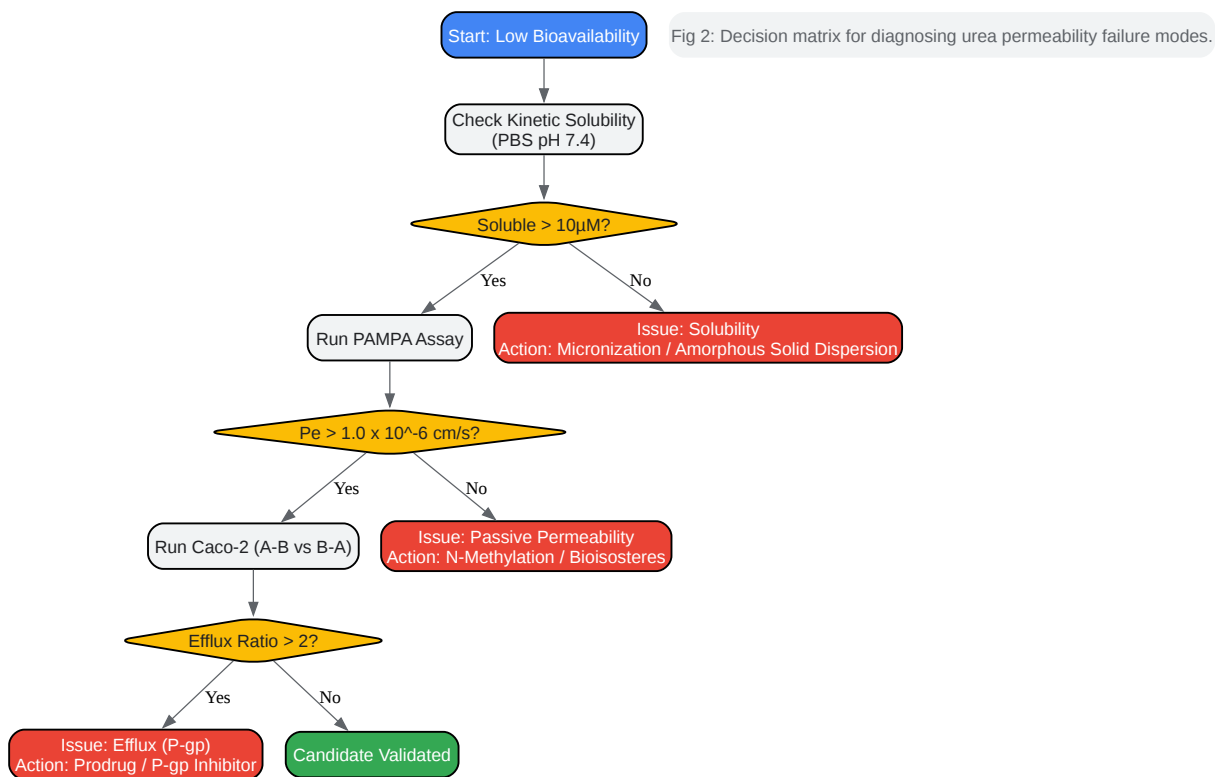 Start: Low Bioavailability
Fig 2: Decision matrix for diagnosing urea permeability failure modes.
Check Kinetic Solubility
(PBS pH 7.4)
Soluble > 10µM?
Yes
No
Run PAMPA Assay
Issue: Solubility
Action: Micronization / Amorphous Solid Dispersion
Pe > 1.0 x 10^-6 cm/s?
Yes
No
Run Caco-2 (A-B vs B-A)
Issue: Passive Permeability
Action: N-Methylation / Bioisosteres
Efflux Ratio > 2?
Yes
No
Issue: Efflux (P-gp)
Action: Prodrug / P-gp Inhibitor
Candidate Validated